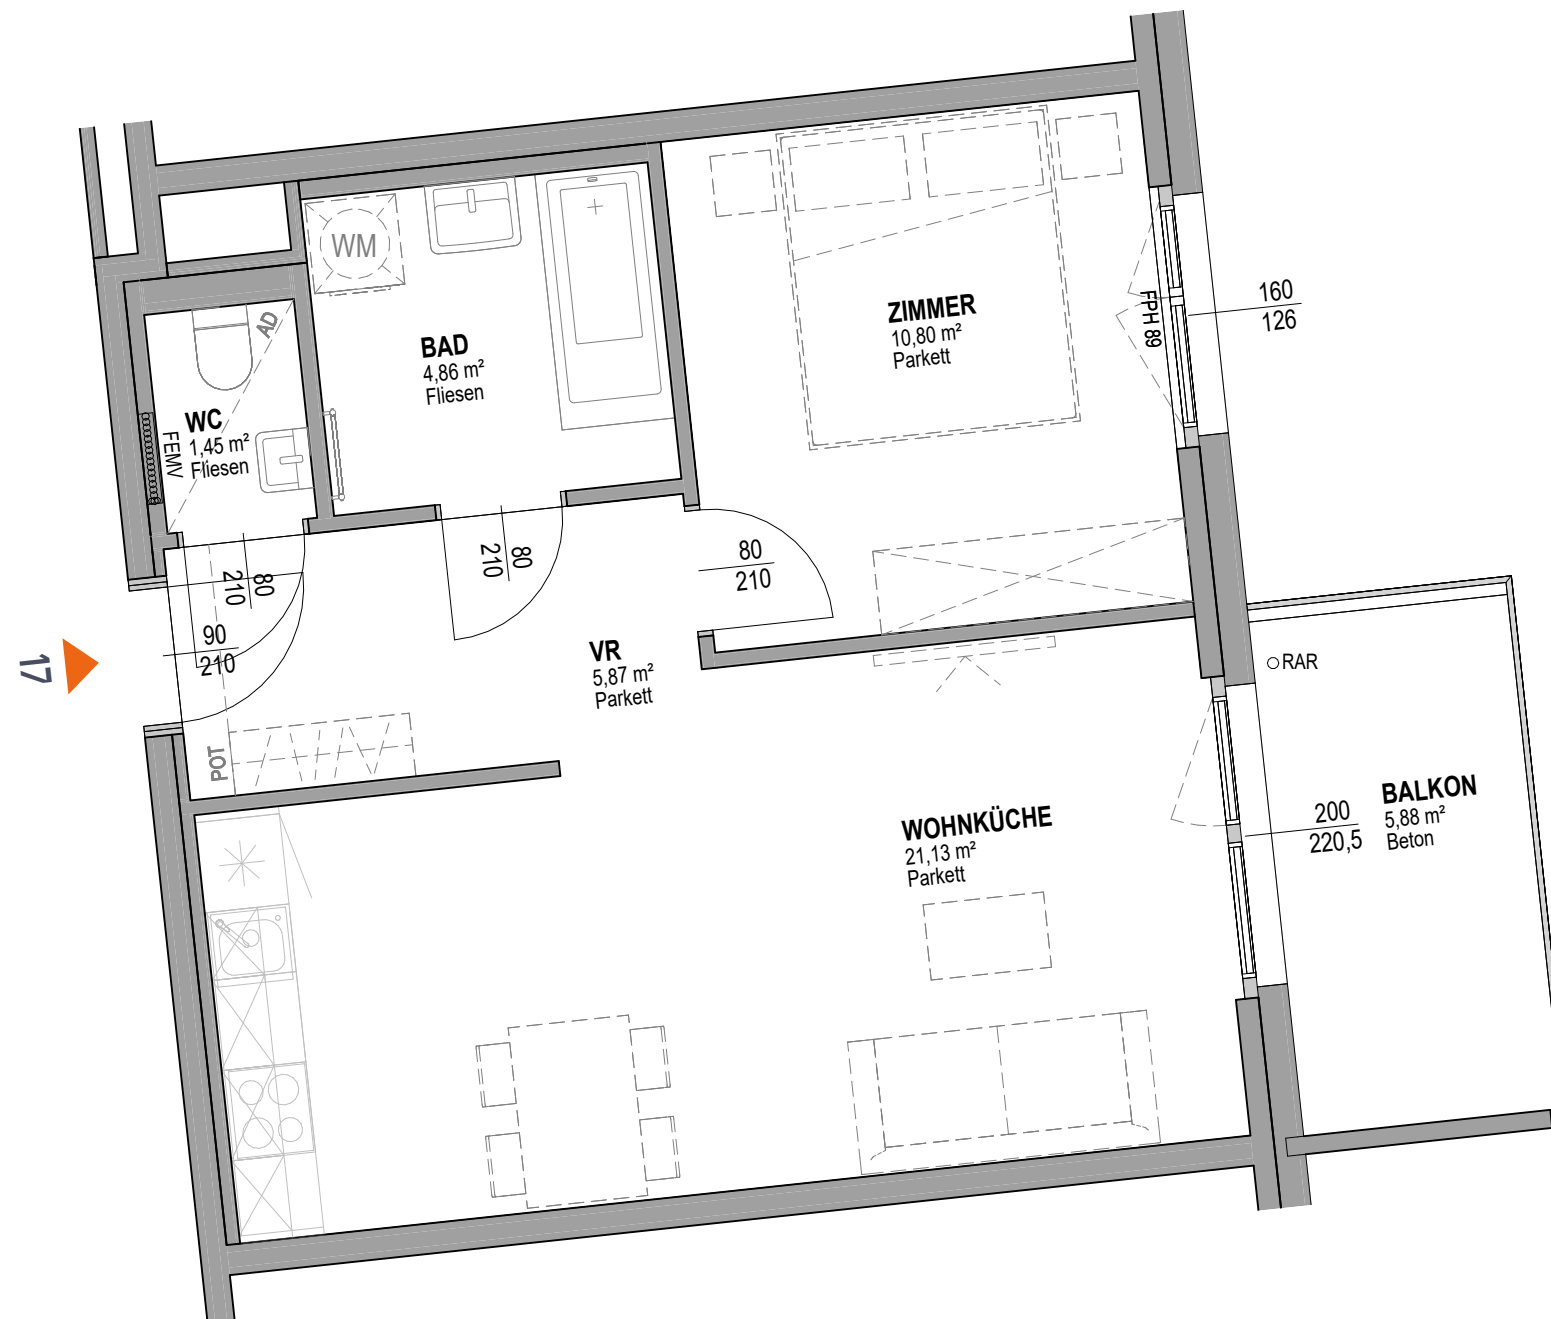 ZIMMER
10,80 m²
Parkett
FPH 89
160
126
WM
BAD
4,86 m²
Fliesen
AD
WC
1,45 m²
Fliesen
FEMV
80
210
80
210
80
210
90
210
17
VR
5,87 m²
Parkett
POT
RAR
WOHNKÜCHE
21,13 m²
Parkett
200
220,5
BALKON
5,88 m²
Beton